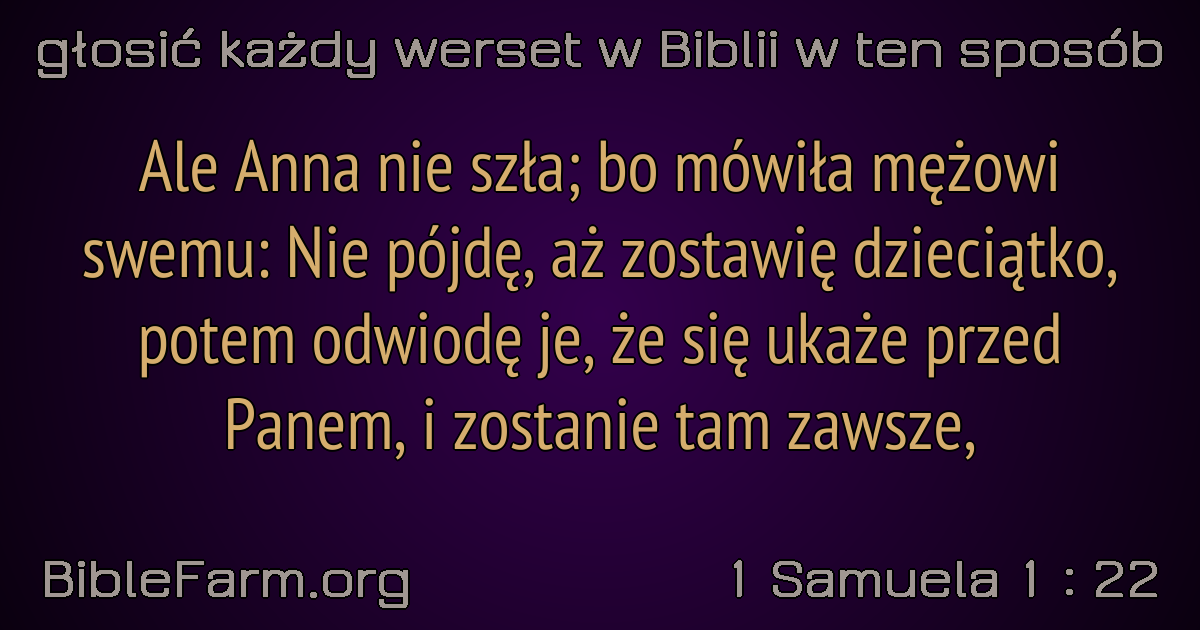 głosić każdy werset w Biblii w ten sposób
Ale Anna nie szła; bo mówiła mężowi
swemu: Nie pójdę, aż zostawię dzieciątko,
potem odwiodę je, że się ukaże przed
Panem, i zostanie tam zawsze,
BibleFarm.org
1 Samuela 1 : 22